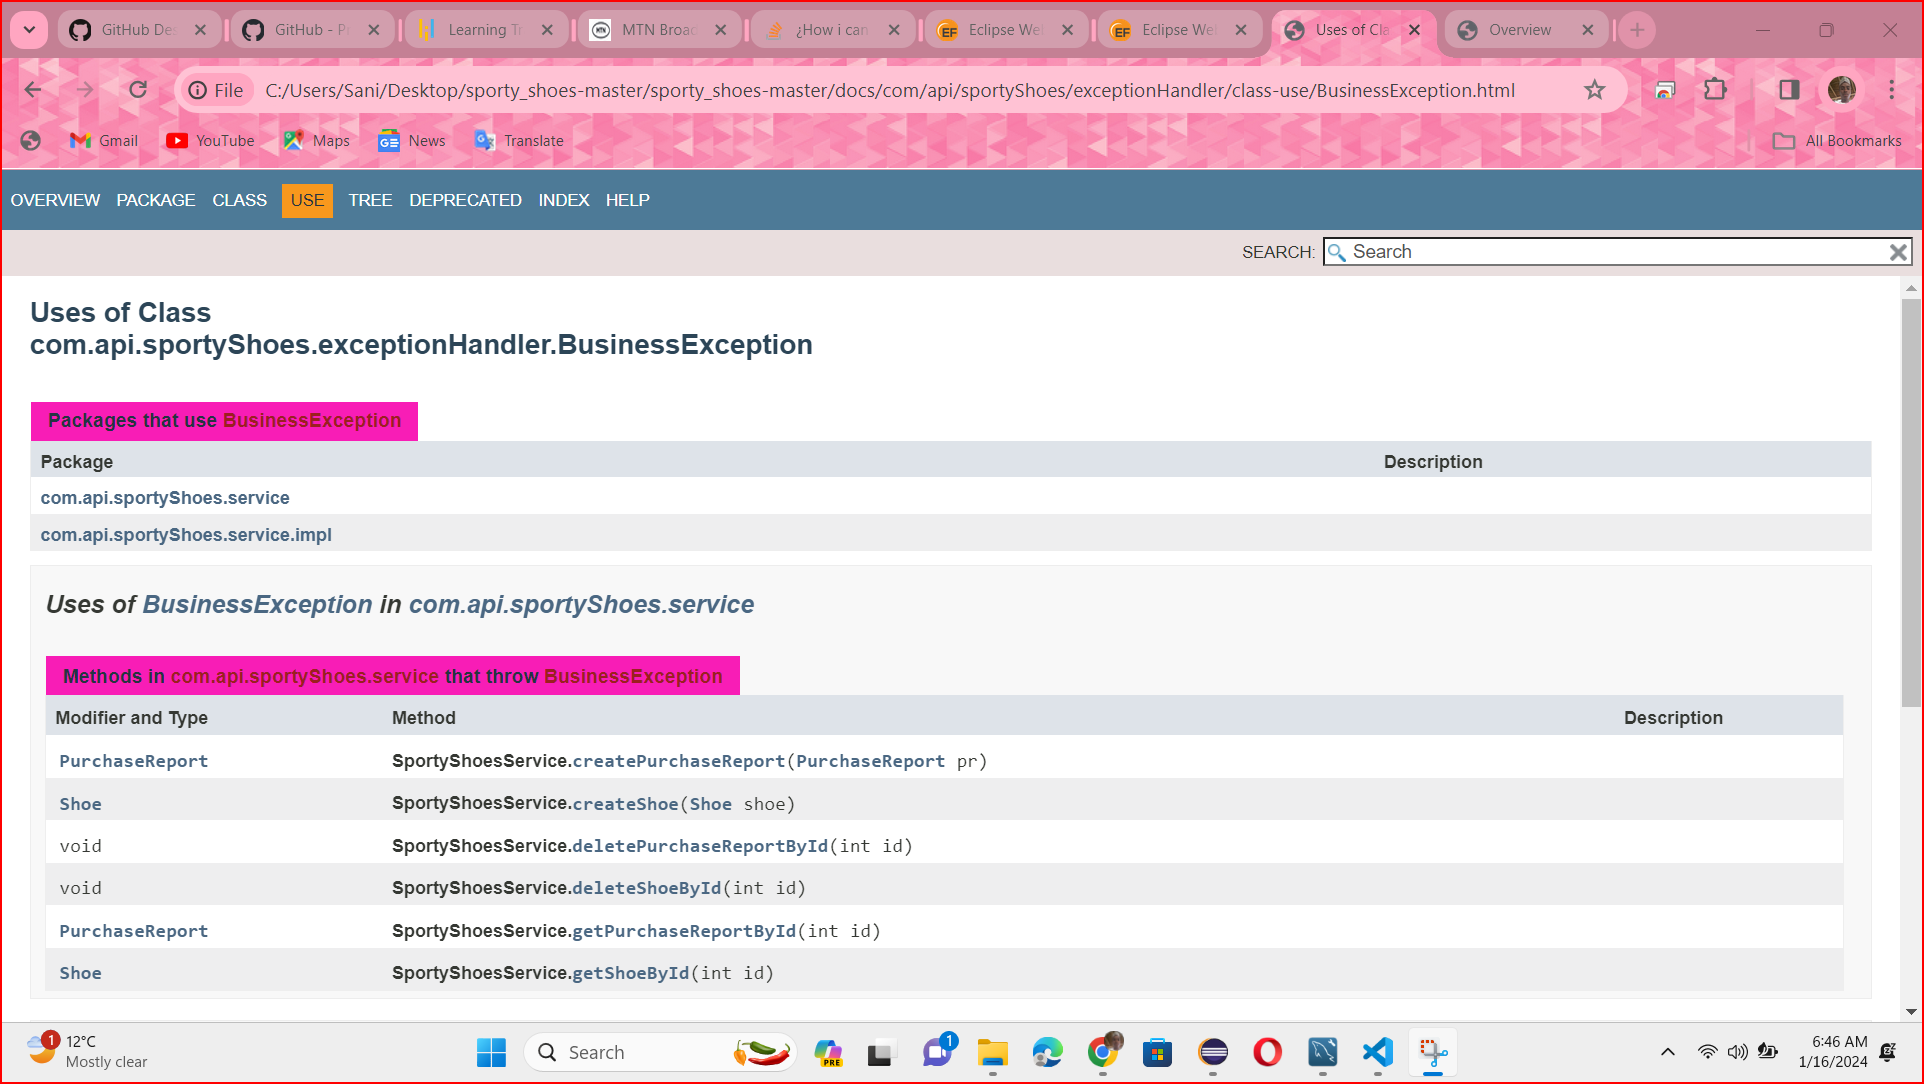 GitHub Des
GitHub - P
Learning Tr
MTN Broad
¿How i can
Eclipse Web
Eclipse Web
Uses of Cla
Overview
File
C:/Users/Sani/Desktop/sporty_shoes-master/sporty_shoes-master/docs/com/api/sportyShoes/exceptionHandler/class-use/BusinessException.html
Gmail YouTube Maps News Translate All Bookmarks
OVERVIEW PACKAGE CLASS USE TREE DEPRECATED INDEX HELP
SEARCH: Search
Uses of Class
com.api.sportyShoes.exceptionHandler.BusinessException
Packages that use BusinessException
Package Description
com.api.sportyShoes.service
com.api.sportyShoes.service.impl
Uses of BusinessException in com.api.sportyShoes.service
Methods in com.api.sportyShoes.service that throw BusinessException
Modifier and Type Method Description
PurchaseReport SportyShoesService.createPurchaseReport(PurchaseReport pr)
Shoe SportyShoesService.createShoe(Shoe shoe)
void SportyShoesService.deletePurchaseReportById(int id)
void SportyShoesService.deleteShoeById(int id)
PurchaseReport SportyShoesService.getPurchaseReportById(int id)
Shoe SportyShoesService.getShoeById(int id)
1
12°C
Mostly clear
Search
PRE
1
6:46 AM
1/16/2024